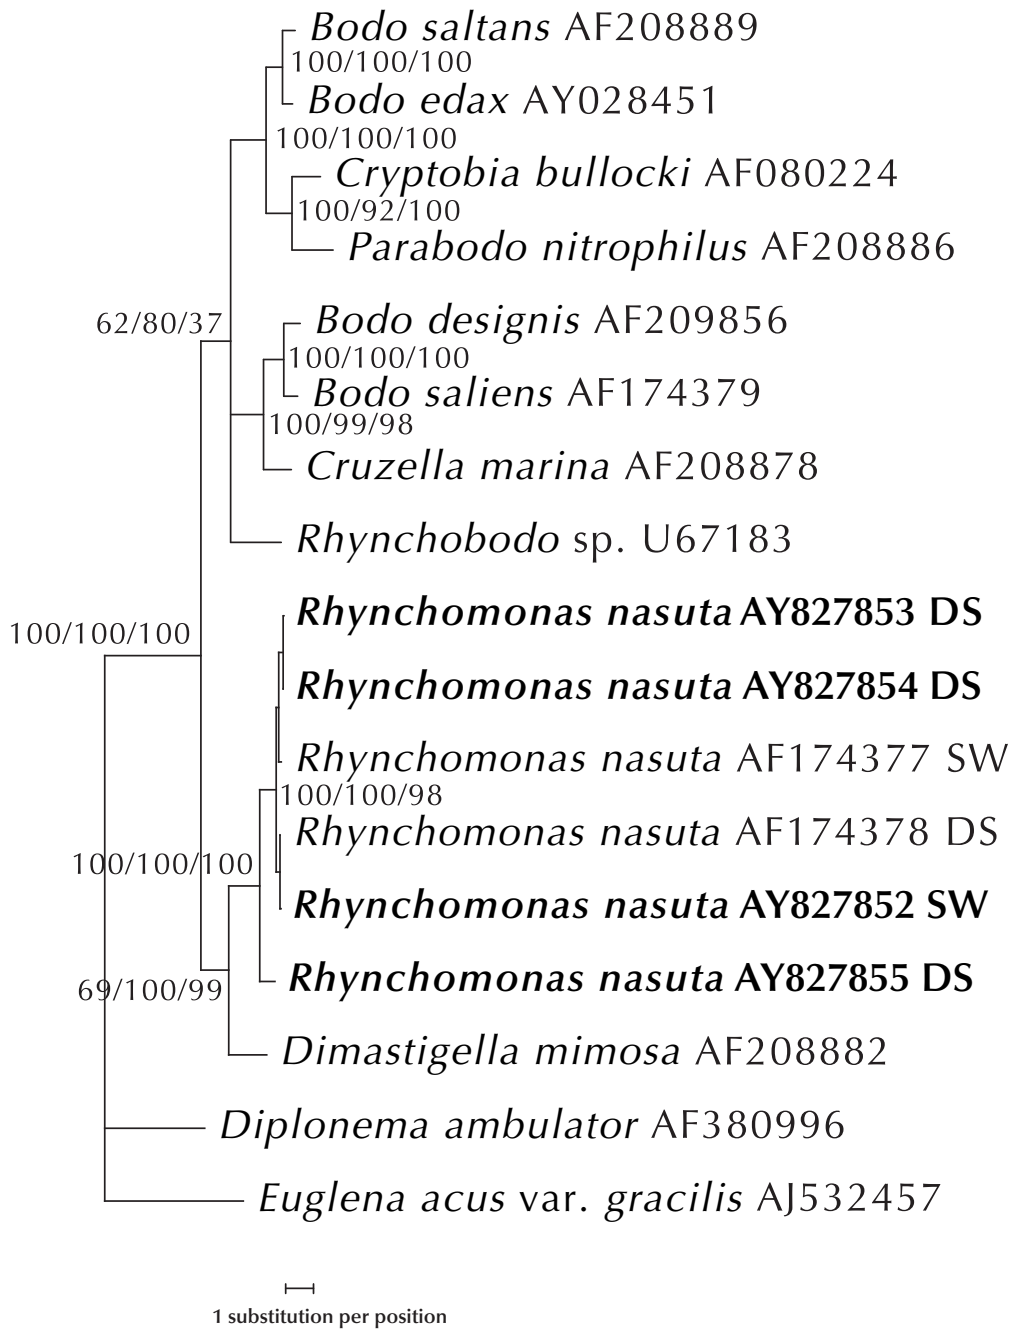 Bodo saltans AF208889
100/100/100
Bodo edax AY028451
100/100/100
Cryptobia bullocki AF080224
100/92/100
Parabodo nitrophilus AF208886
Bodo designis AF209856
62/80/37
100/100/100
Bodo saliens AF174379
100/99/98
Cruzella marina AF208878
Rhynchobodo sp. U67183
Rhynchomonas nasuta AY827853 DS
100/100/100
Rhynchomonas nasuta AY827854 DS
Rhynchomonas nasuta AF174377 SW
100/100/98
Rhynchomonas nasuta AF174378 DS
100/100/100
Rhynchomonas nasuta AY827852 SW
Rhynchomonas nasuta AY827855 DS
69/100/99
Dimastigella mimosa AF208882
Diplonema ambulator AF380996
Euglena acus var. gracilis AJ532457
1 substitution per position